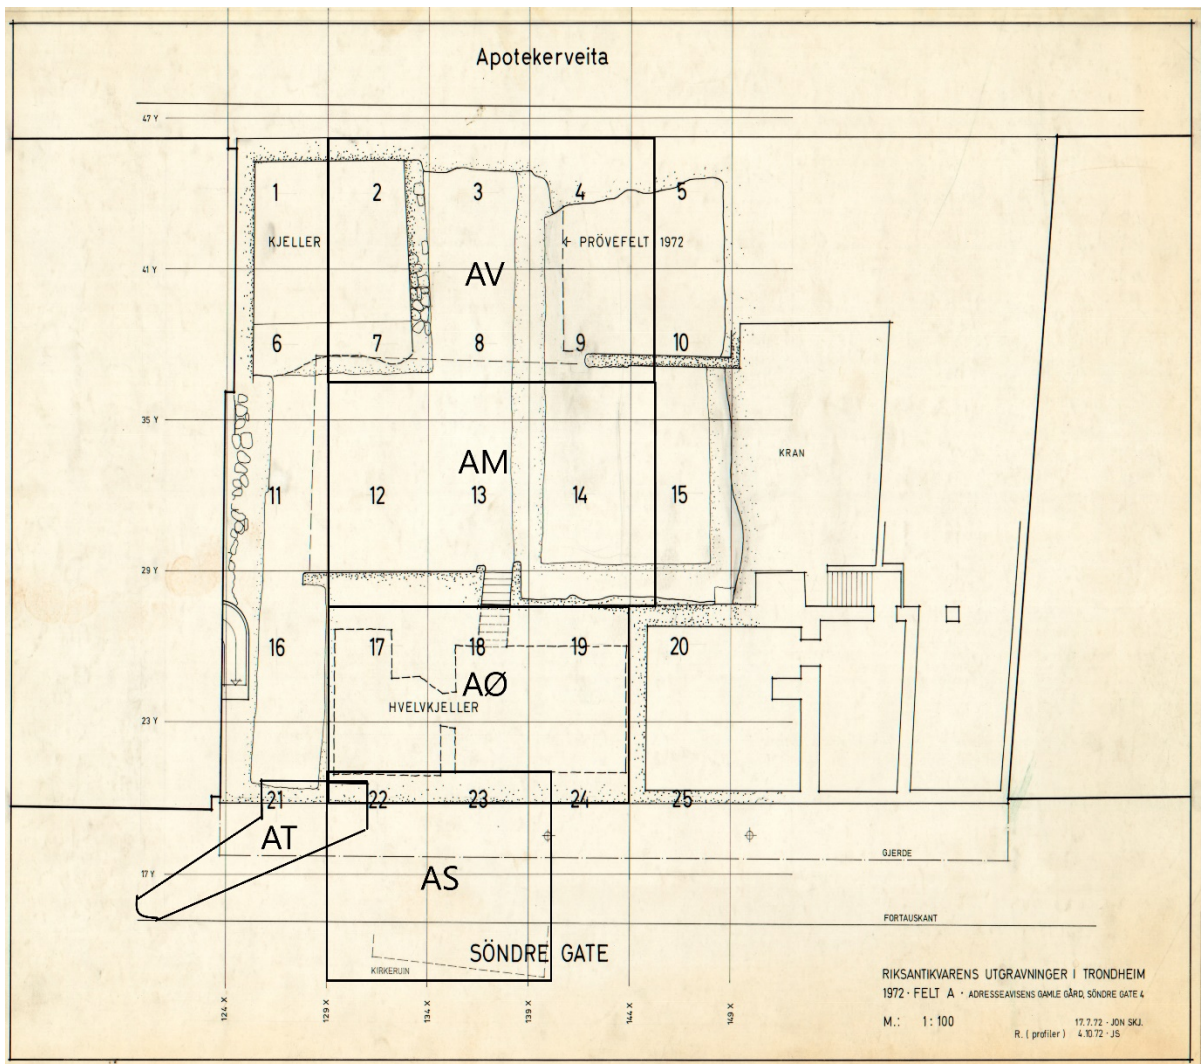 Apotekerveita
47 Y
1 2 3 4 5
KJELLER
← PRÖVEFELT 1972
41 Y
AV
6 7 8 9 10
35 Y
KRAN
AM
11 12 13 14 15
29 Y
16 17 18 19 20
AØ
HVELVKJELLER
23 Y
21 22 23 24 25
AT
GJERDE
17 Y
AS
FORTAUSKANT
SÖNDRE GATE
KIRKERUIN
124 X 129 X 134 X 139 X 144 X 149 X
RIKSANTIKVARENS UTGRAVNINGER I TRONDHEIM
1972 · FELT A · ADRESSEAVISENS GAMLE GÅRD, SÖNDRE GATE 4
M.: 1:100
17.7.72 · JON SKJ.
R. ( profiler ) 4.10.72 · JS